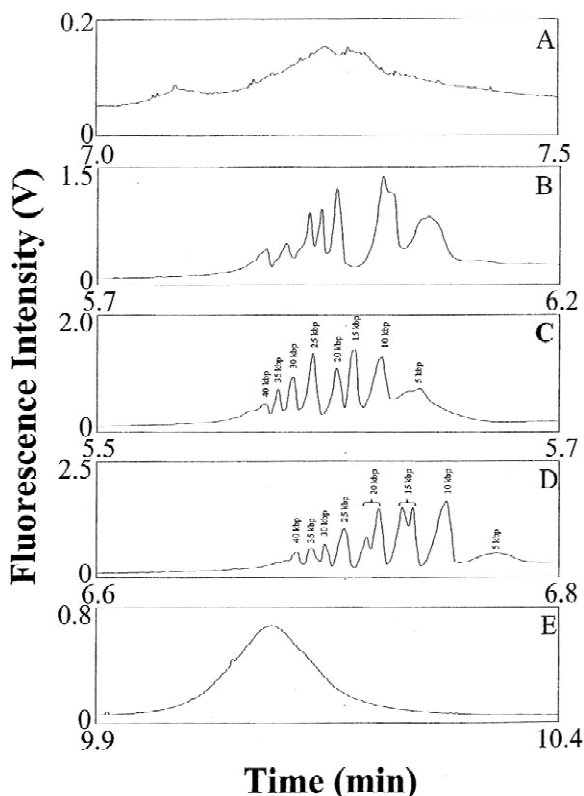 Fluorescence Intensity (V)
0.2
A
0
7.0
7.5
1.5
B
0
5.7
6.2
2.0
C
40 kbp
35 kbp
30 kbp
25 kbp
20 kbp
15 kbp
10 kbp
5 kbp
0
5.5
5.7
2.5
D
40 kbp
35 kbp
30 kbp
25 kbp
20 kbp
15 kbp
10 kbp
5 kbp
0
6.6
6.8
0.8
E
0
9.9
10.4
Time (min)